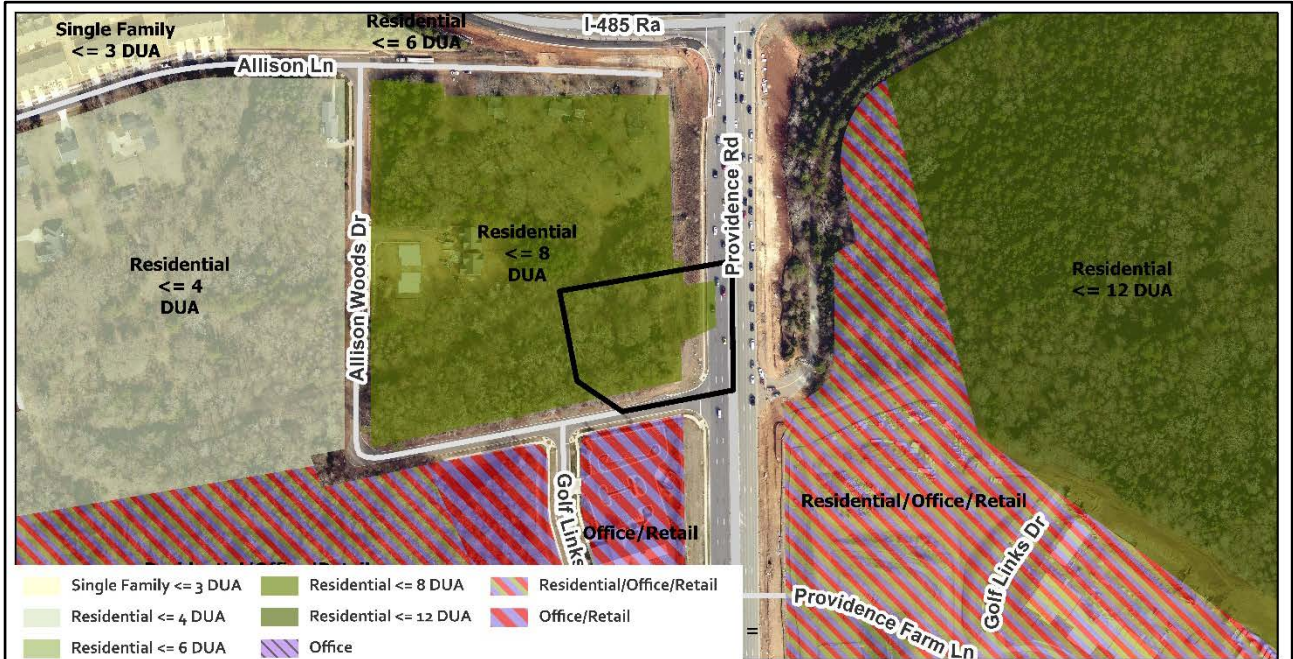 Single Family
<= 3 DUA
Residential
<= 6 DUA
I-485 Ra
Allison Ln
Providence Rd
Allison Woods Dr
Residential
<= 8
DUA
Residential
<= 4
DUA
Residential
<= 12 DUA
Golf Links
Office/Retail
Residential/Office/Retail
Golf Links Dr
Residential/Office/Retail
Providence Farm Ln
Single Family <= 3 DUA
Residential <= 4 DUA
Residential <= 6 DUA
Residential <= 8 DUA
Residential <= 12 DUA
Office
Residential/Office/Retail
Office/Retail
=